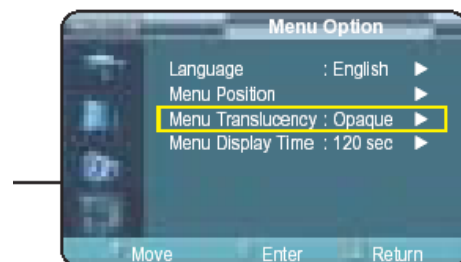 Menu Option
Language : English ▶
Menu Position ▶
Menu Translucency : Opaque ▶
Menu Display Time : 120 sec ▶
Move Enter Return